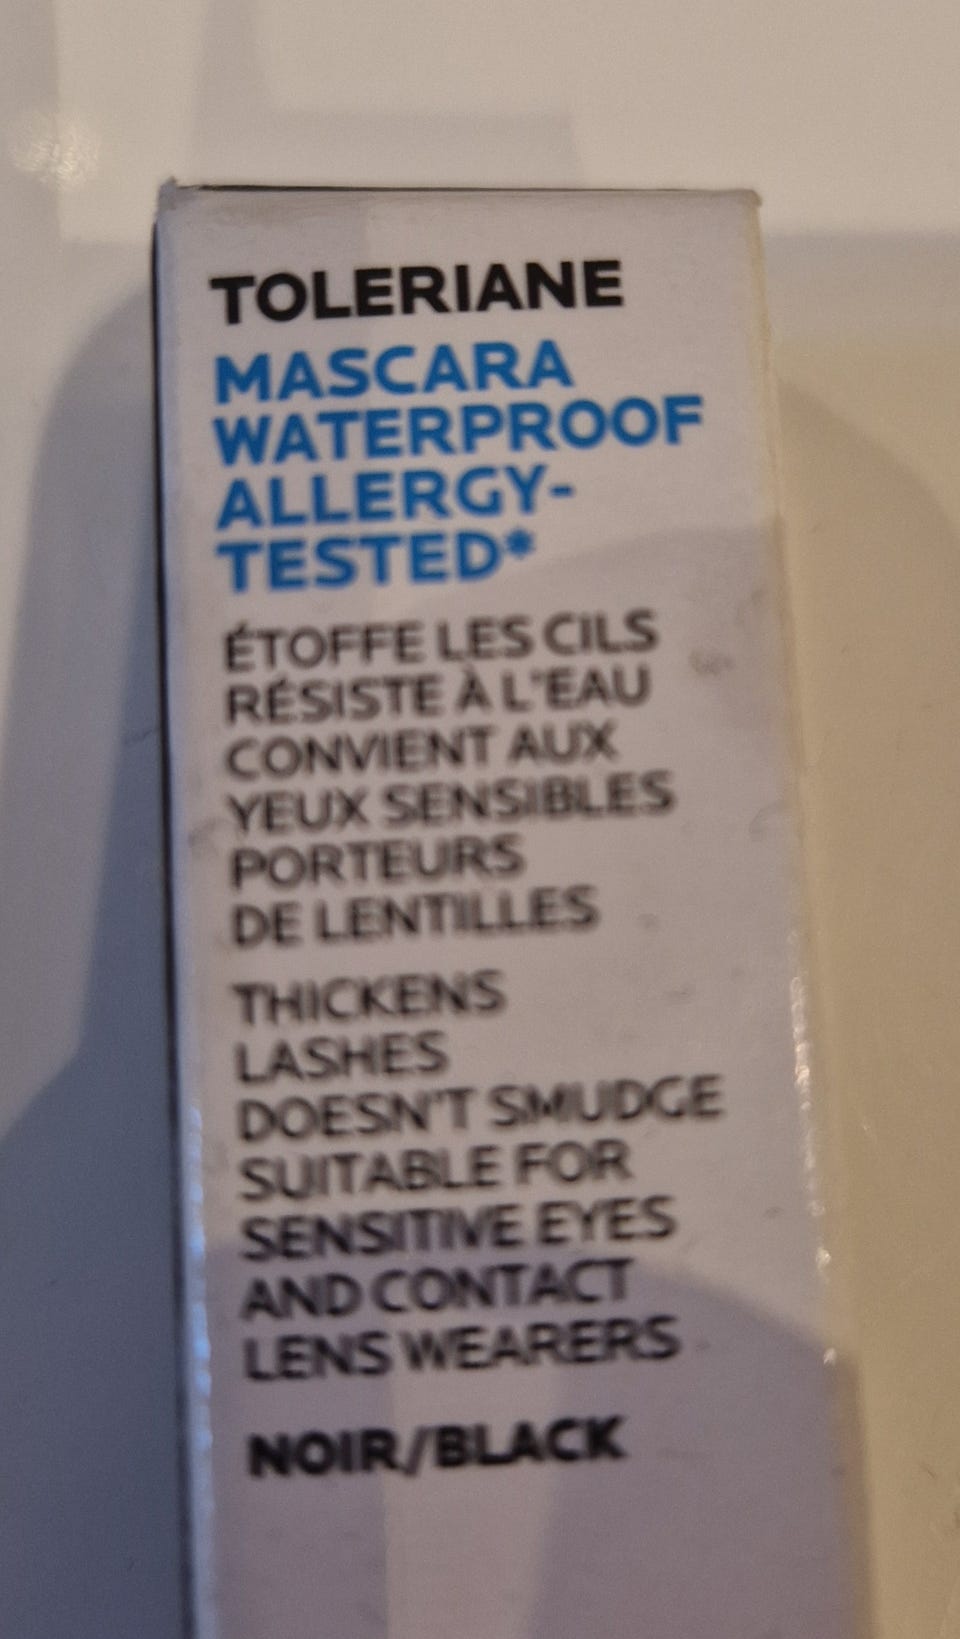 TOLERIANE
MASCARA
WATERPROOF
ALLERGY-
TESTED*
ÉTOFFE LES CILS
RÉSISTE À L'EAU
CONVIENT AUX
YEUX SENSIBLES
PORTEURS
DE LENTILLES
THICKENS
LASHES
DOESN'T SMUDGE
SUITABLE FOR
SENSITIVE EYES
AND CONTACT
LENS WEARERS
NOIR/BLACK